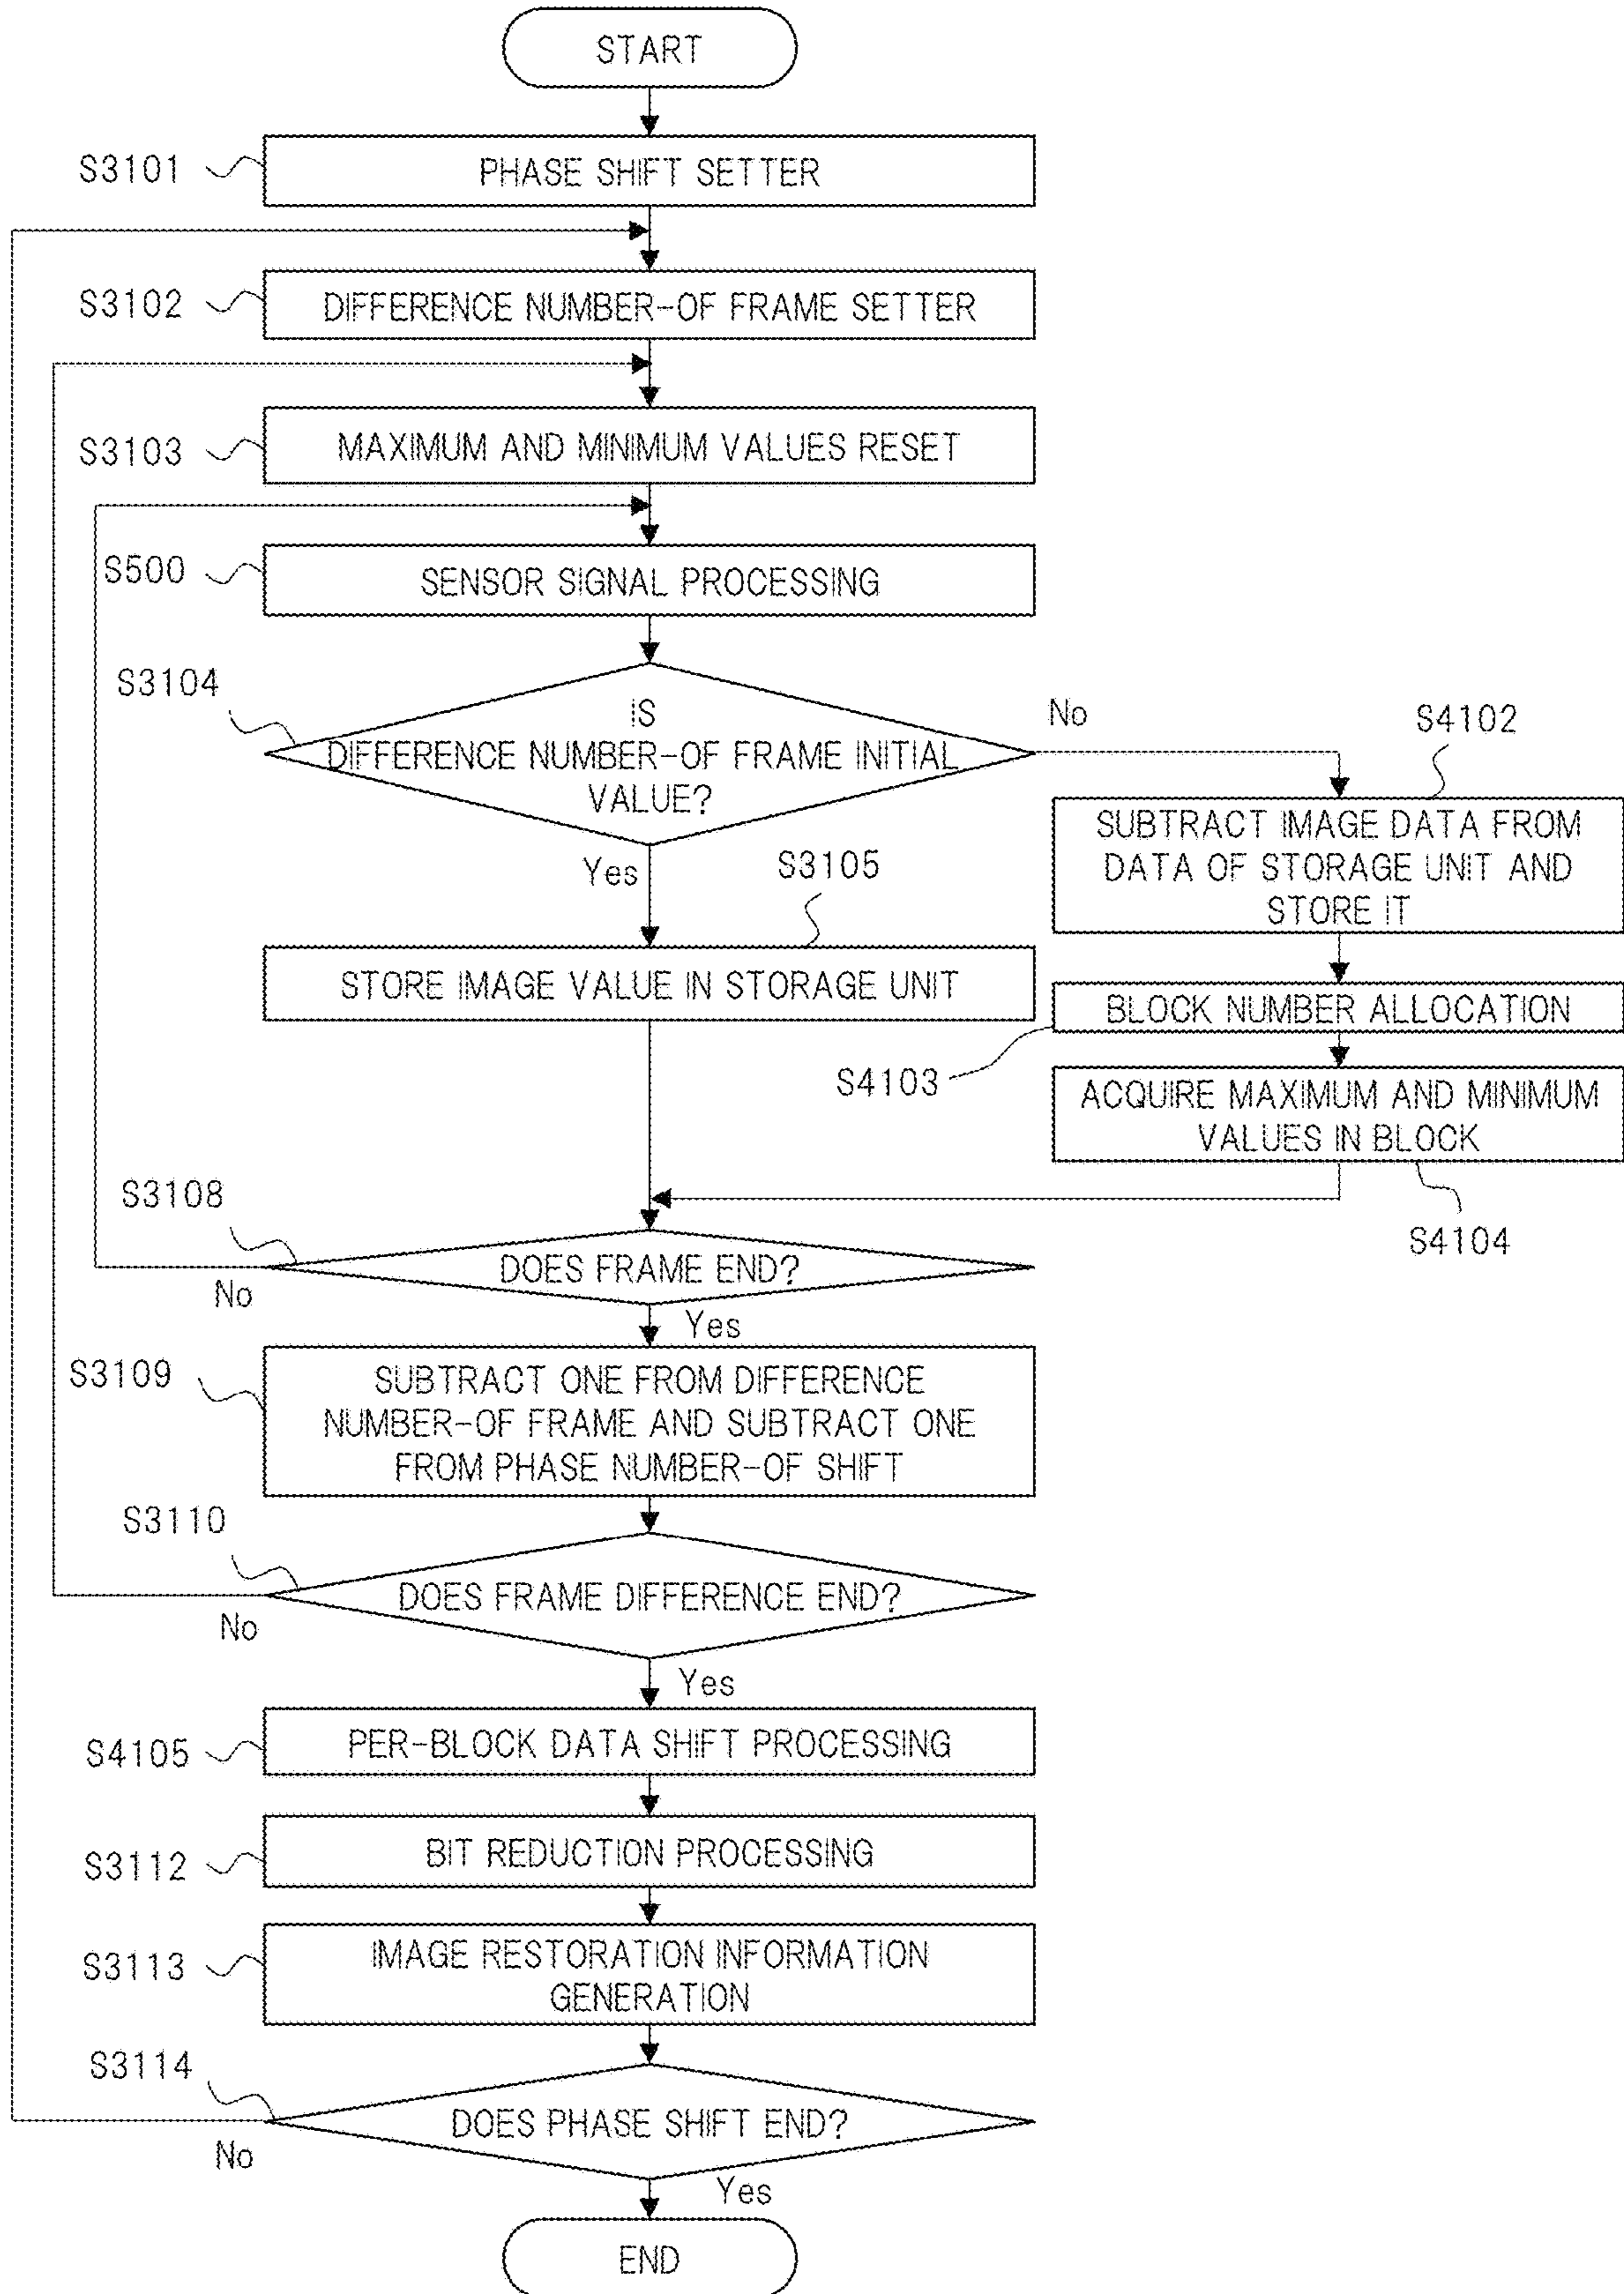 START
S3101
PHASE SHIFT SETTER
S3102
DIFFERENCE NUMBER-OF FRAME SETTER
S3103
MAXIMUM AND MINIMUM VALUES RESET
S500
SENSOR SIGNAL PROCESSING
S3104
IS
DIFFERENCE NUMBER-OF FRAME INITIAL
VALUE?
No
S4102
SUBTRACT IMAGE DATA FROM
DATA OF STORAGE UNIT AND
STORE IT
Yes
S3105
STORE IMAGE VALUE IN STORAGE UNIT
BLOCK NUMBER ALLOCATION
S4103
ACQUIRE MAXIMUM AND MINIMUM
VALUES IN BLOCK
S4104
S3108
DOES FRAME END?
No
Yes
S3109
SUBTRACT ONE FROM DIFFERENCE
NUMBER-OF FRAME AND SUBTRACT ONE
FROM PHASE NUMBER-OF SHIFT
S3110
DOES FRAME DIFFERENCE END?
No
Yes
S4105
PER-BLOCK DATA SHIFT PROCESSING
S3112
BIT REDUCTION PROCESSING
S3113
IMAGE RESTORATION INFORMATION
GENERATION
S3114
DOES PHASE SHIFT END?
No
Yes
END